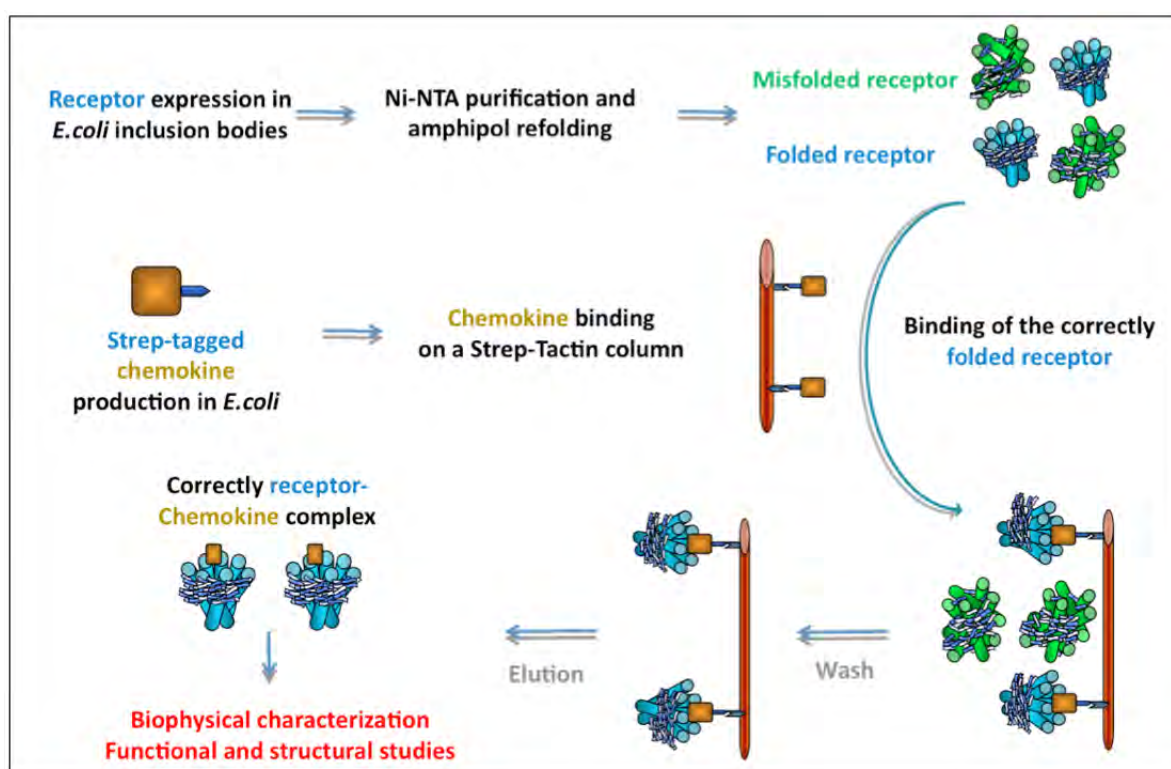 Receptor expression in
E.coli inclusion bodies
Ni-NTA purification and
amphipol refolding
Misfolded receptor
Folded receptor
Strep-tagged
chemokine
production in E.coli
Chemokine binding
on a Strep-Tactin column
Binding of the correctly
folded receptor
Correctly receptor-
Chemokine complex
Elution
Wash
Biophysical characterization
Functional and structural studies